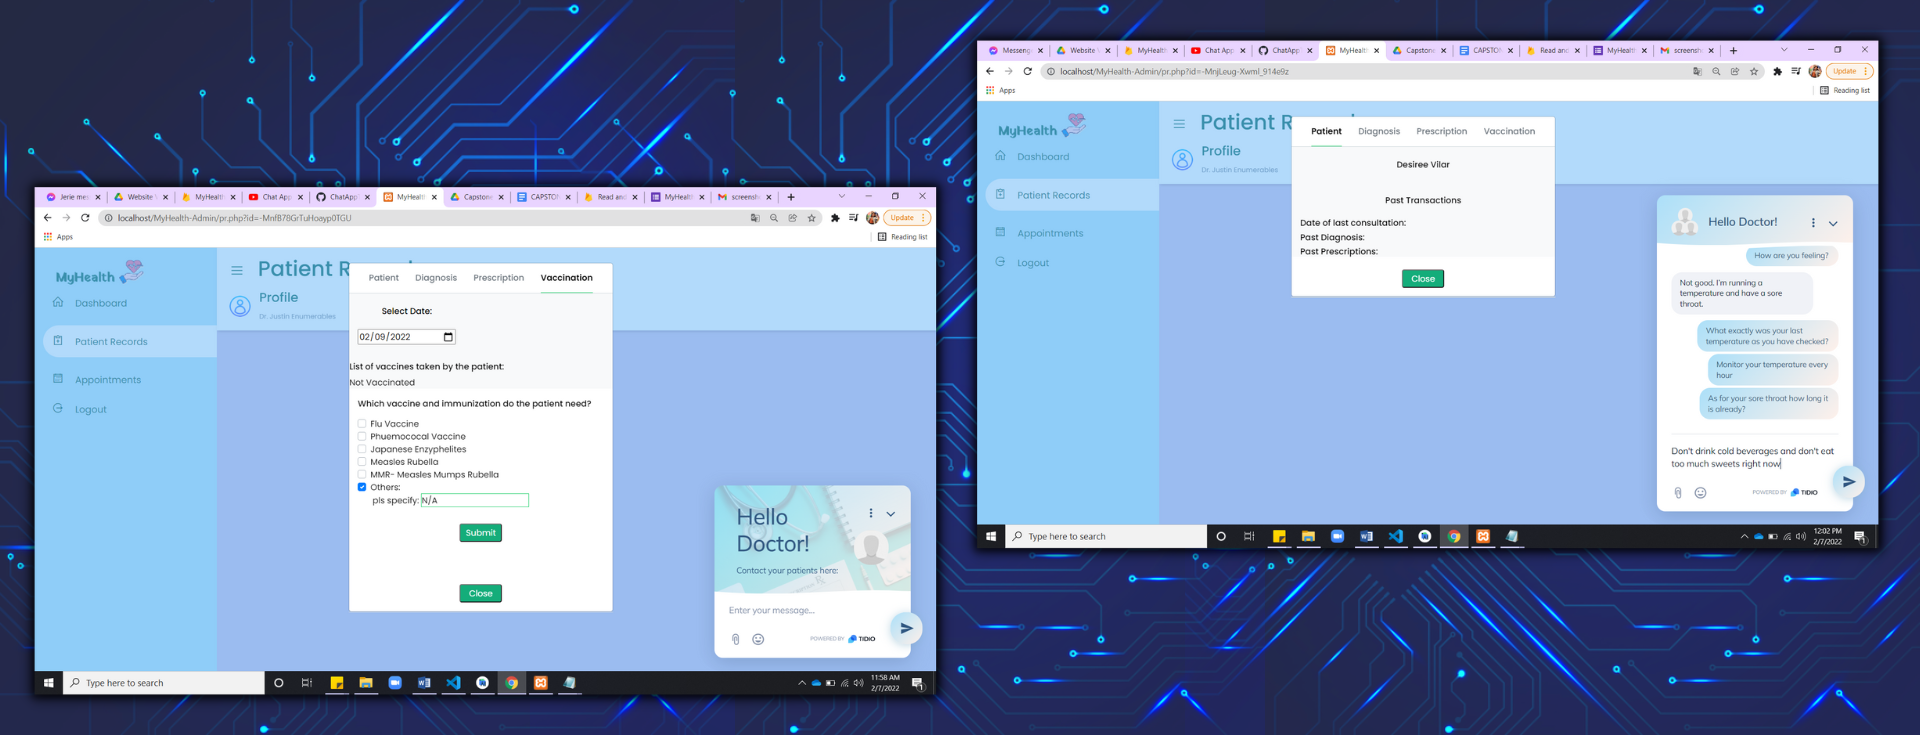 Jerie mes
Website
MyHealth
Chat App
ChatApp
MyHealth
Capstone
CAPSTO
Read and
MyHealth
screensh
localhost/MyHealth-Admin/pr.php?id=-MnfB78GrTuHoayp0TGU
Update
Apps
Reading list
MyHealth
Dashboard
Patient Records
Appointments
Logout
Patient R
Profile
Dr. Justin Enumerables
Patient Diagnosis Prescription Vaccination
Select Date:
02/09/2022
List of vaccines taken by the patient:
Not Vaccinated
Which vaccine and immunization do the patient need?
Flu Vaccine
Phuemococal Vaccine
Japanese Enzyphelites
Measles Rubella
MMR- Measles Mumps Rubella
Others:
pls specify: N/A
Submit
Close
Hello
Doctor!
Contact your patients here:
Enter your message...
POWERED BY TIDIO
Type here to search
11:58 AM
2/7/2022
Messeng
Website
MyHealth
Chat App
ChatApp
MyHealth
Capstone
CAPSTO
Read and
MyHealth
screensh
localhost/MyHealth-Admin/pr.php?id=-MnjLeug-Xwml_914e9z
Update
Apps
Reading list
MyHealth
Dashboard
Patient Records
Appointments
Logout
Patient R
Profile
Dr. Justin Enumerables
Patient Diagnosis Prescription Vaccination
Desiree Vilar
Past Transactions
Date of last consultation:
Past Diagnosis:
Past Prescriptions:
Close
Hello Doctor!
How are you feeling?
Not good. I'm running a
temperature and have a sore
throat.
What exactly was your last
temperature as you have checked?
Monitor your temperature every
hour
As for your sore throat how long it
is already?
Don't drink cold beverages and don't eat
too much sweets right now
POWERED BY TIDIO
Type here to search
12:02 PM
2/7/2022